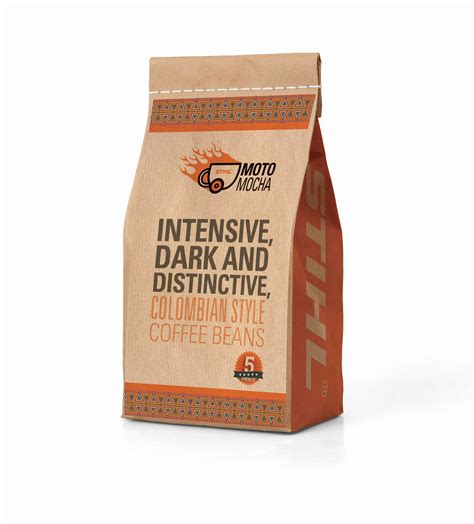 STIHL
MOTO
MOCHA
INTENSIVE,
DARK AND
DISTINCTIVE,
COLOMBIAN STYLE
COFFEE BEANS
5
STIHL